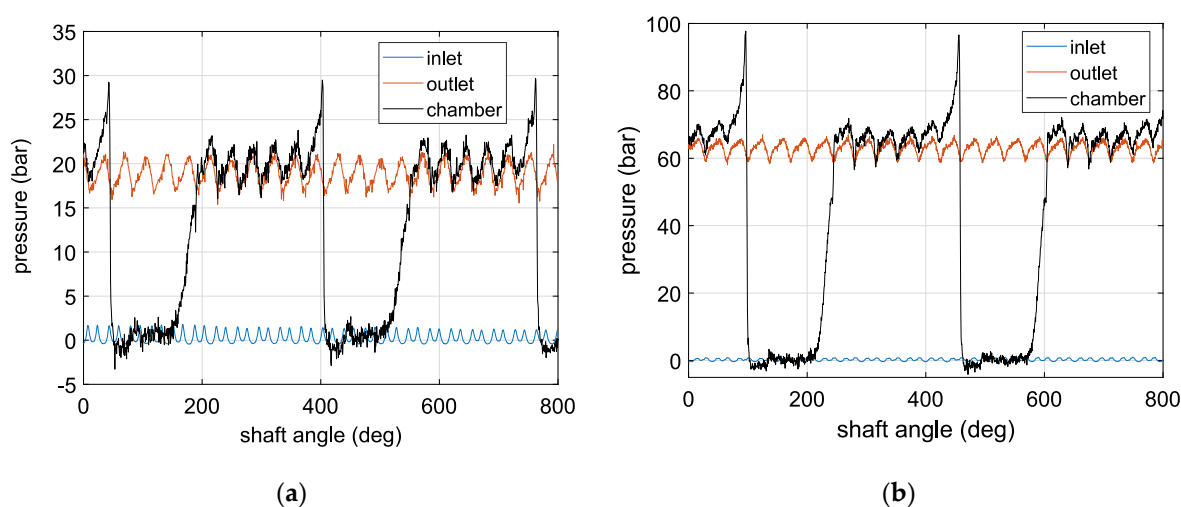 35
30
25
20
15
10
5
0
-5
0 200 400 600 800
pressure (bar)
shaft angle (deg)
inlet
outlet
chamber
(a)
100
80
60
40
20
0
0 200 400 600 800
pressure (bar)
shaft angle (deg)
inlet
outlet
chamber
(b)